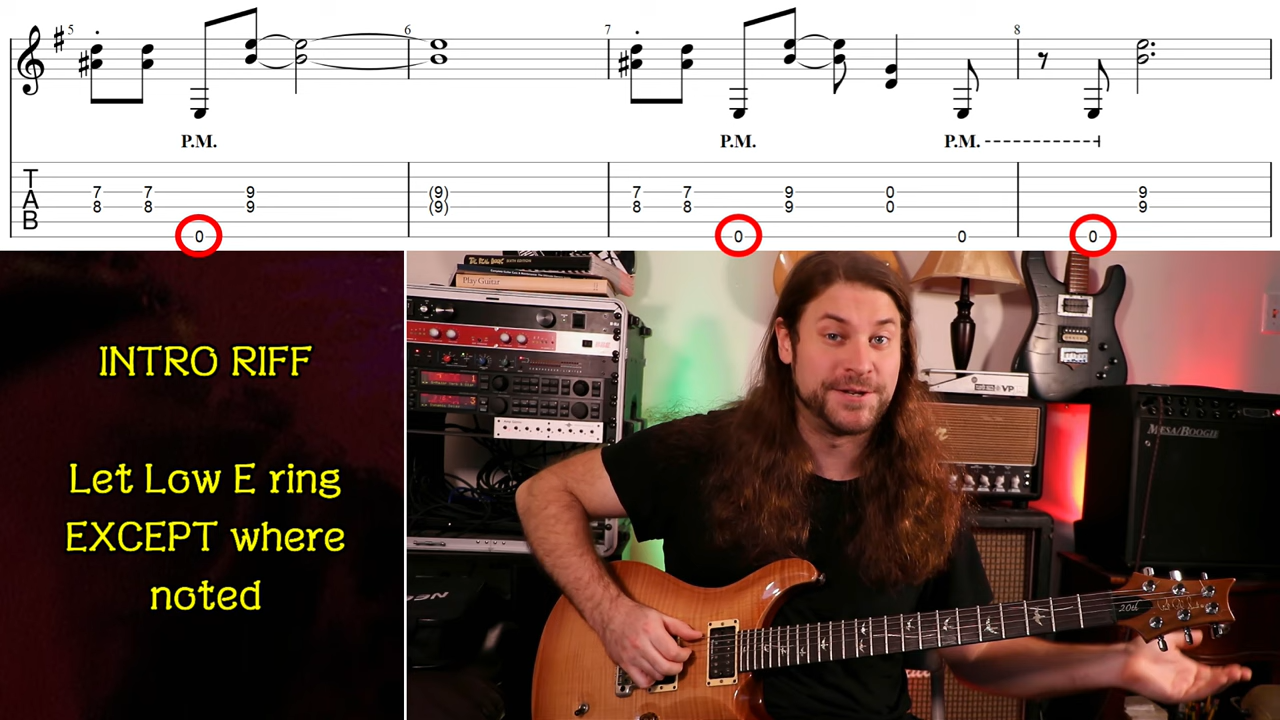 5 6 7 8
P.M. P.M. P.M.
T
A
B
7 7 9 (9) 7 7 9 0 9
8 8 9 (9) 8 8 9 0 9
0 0 0 0
INTRO RIFF
Let Low E ring
EXCEPT where
noted
THE REAL BOOK
Play Guitar
VP
MESA/BOOGIE
20th